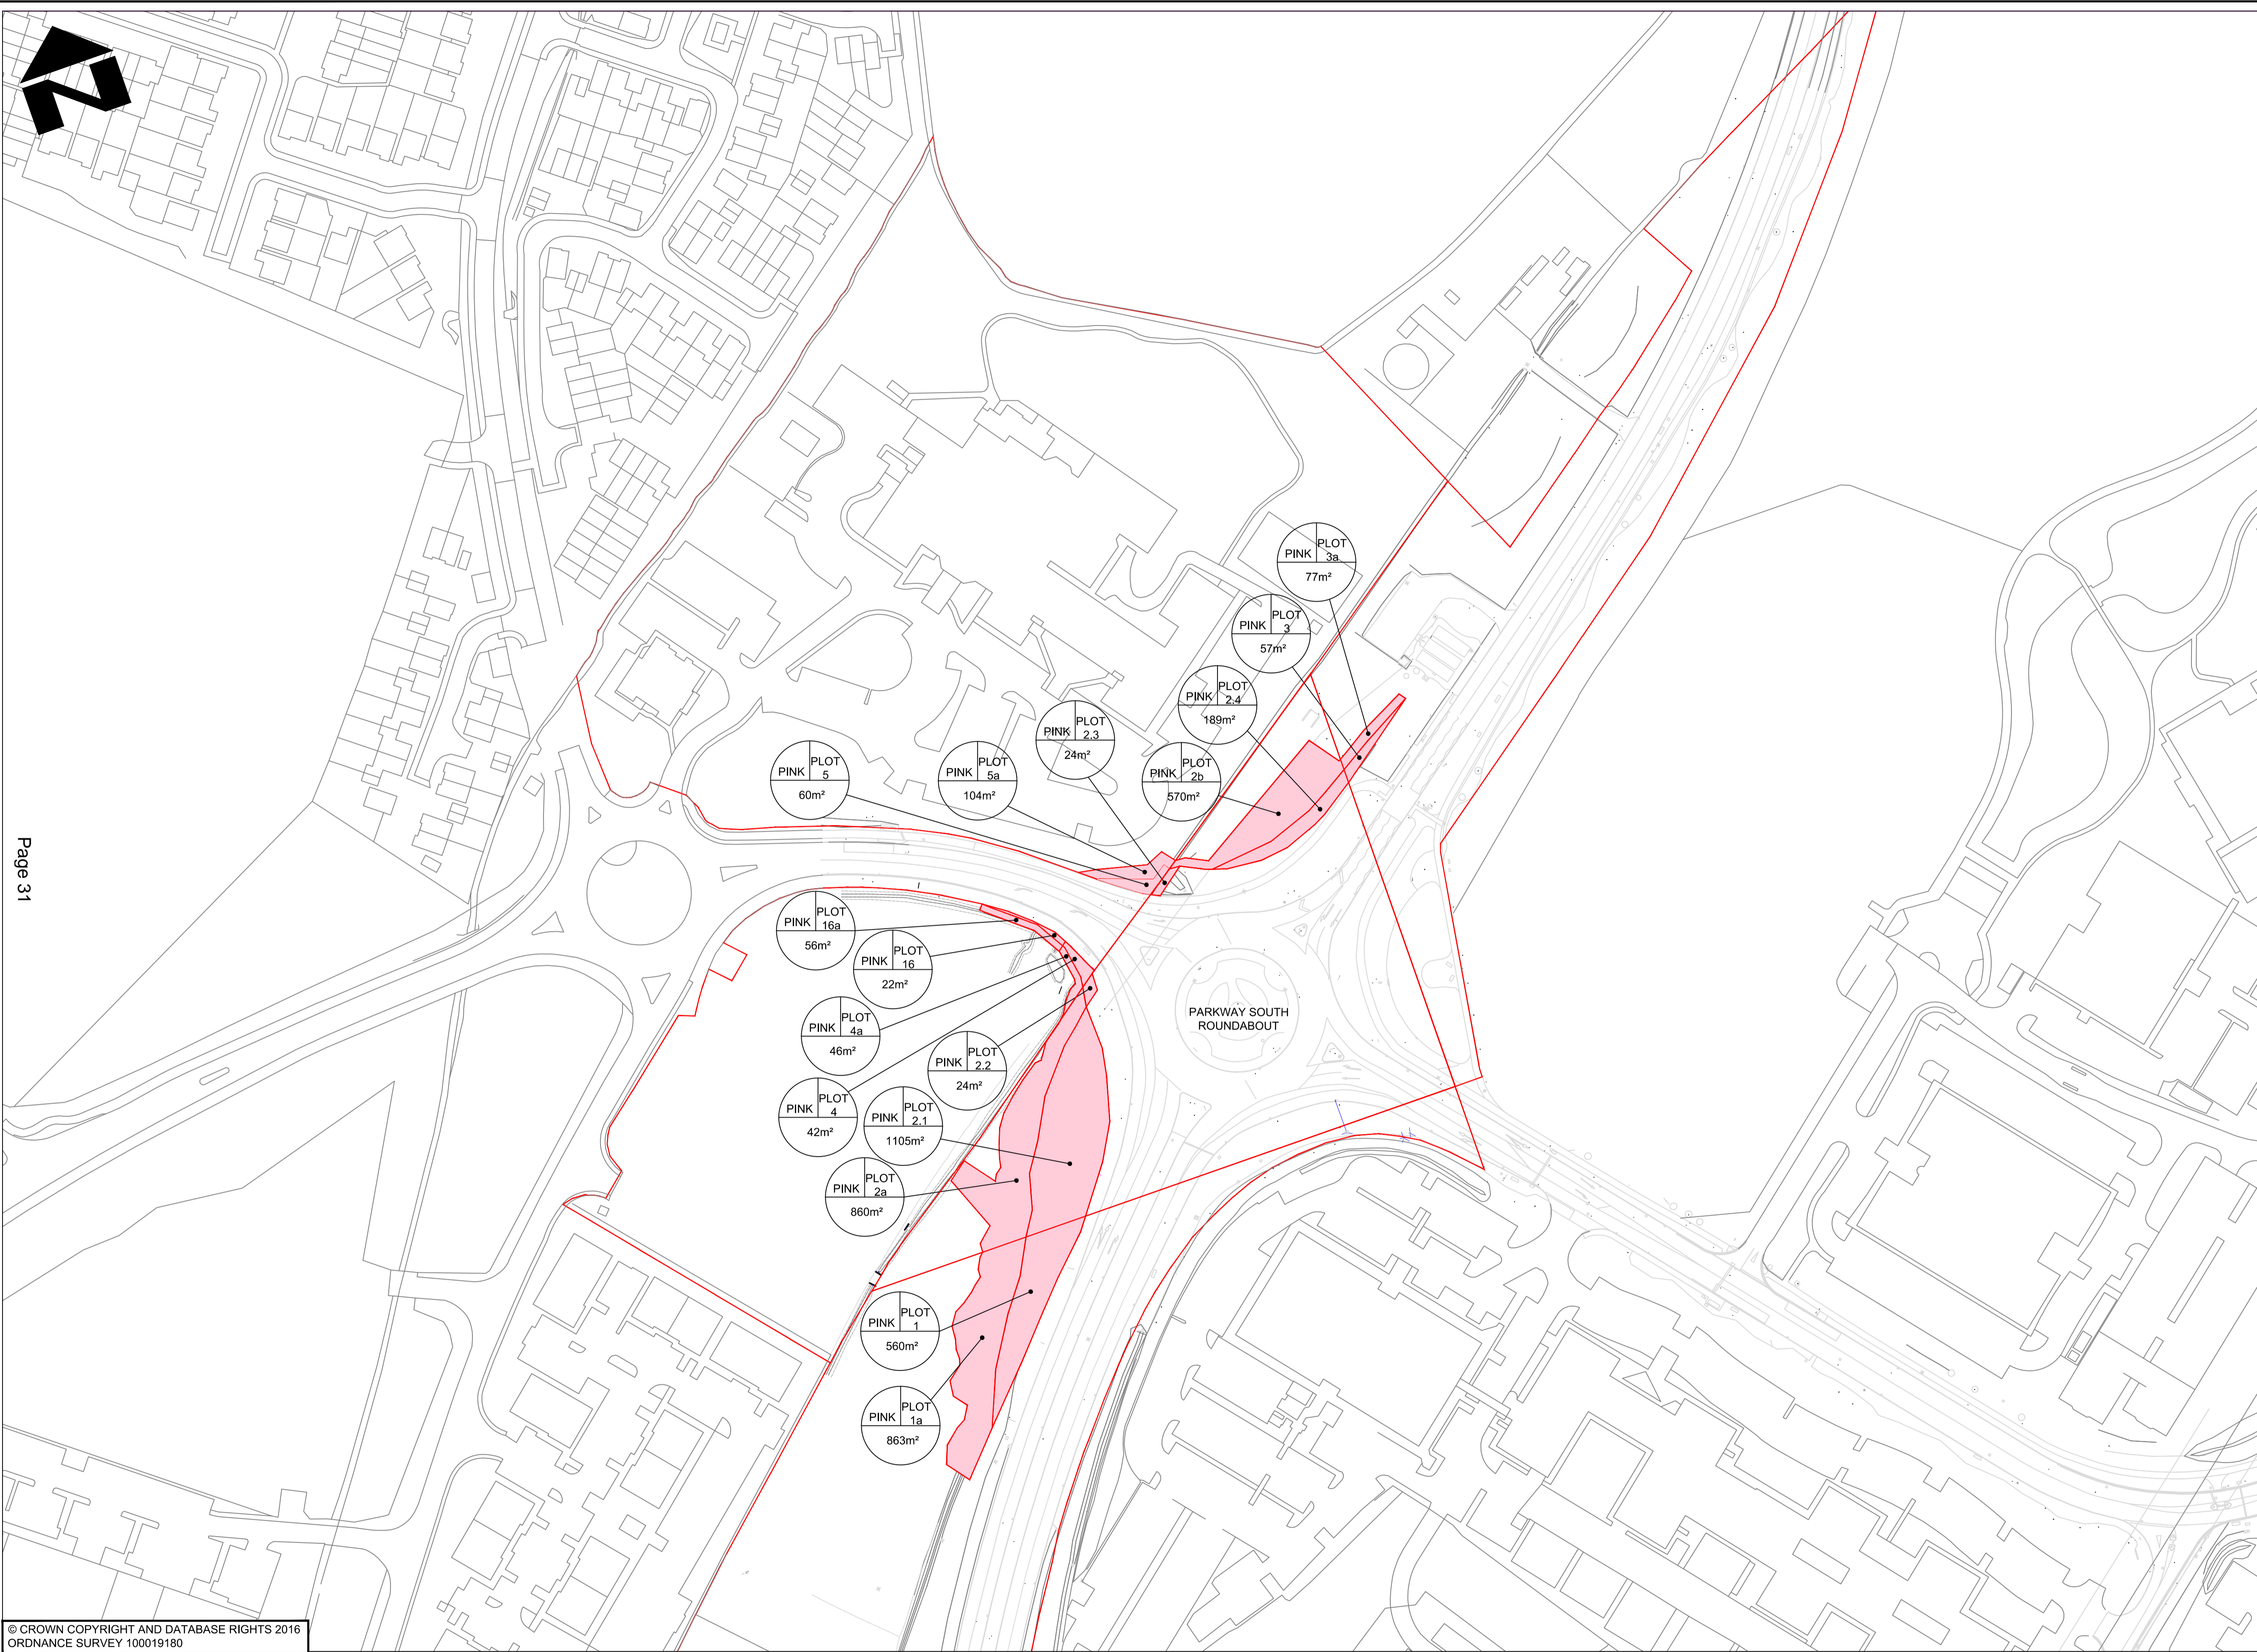 PINK
PLOT
3a
77m²
PINK
PLOT
3
57m²
PINK
PLOT
2.4
189m²
PINK
PLOT
2.3
24m²
PINK
PLOT
2b
570m²
PINK
PLOT
5
60m²
PINK
PLOT
5a
104m²
Page 31
PINK
PLOT
16a
56m²
PINK
PLOT
16
22m²
PARKWAY SOUTH
ROUNDABOUT
PINK
PLOT
4a
46m²
PINK
PLOT
2.2
24m²
PINK
PLOT
4
42m²
PINK
PLOT
2.1
1105m²
PINK
PLOT
2a
860m²
PINK
PLOT
1
560m²
PINK
PLOT
1a
863m²
© CROWN COPYRIGHT AND DATABASE RIGHTS 2016
ORDNANCE SURVEY 100019180